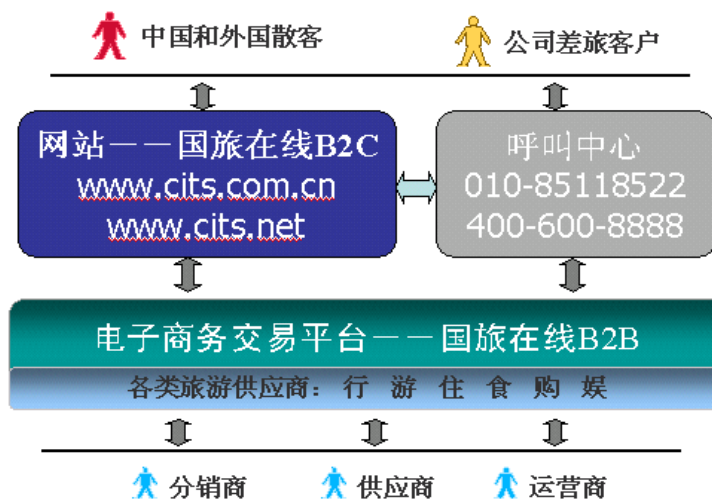 中国和外国散客
公司差旅客户
网站——国旅在线B2C
www.cits.com.cn
www.cits.net
呼叫中心
010-85118522
400-600-8888
电子商务交易平台——国旅在线B2B
各类旅游供应商：行 游 住 食 购 娱
分销商
供应商
运营商